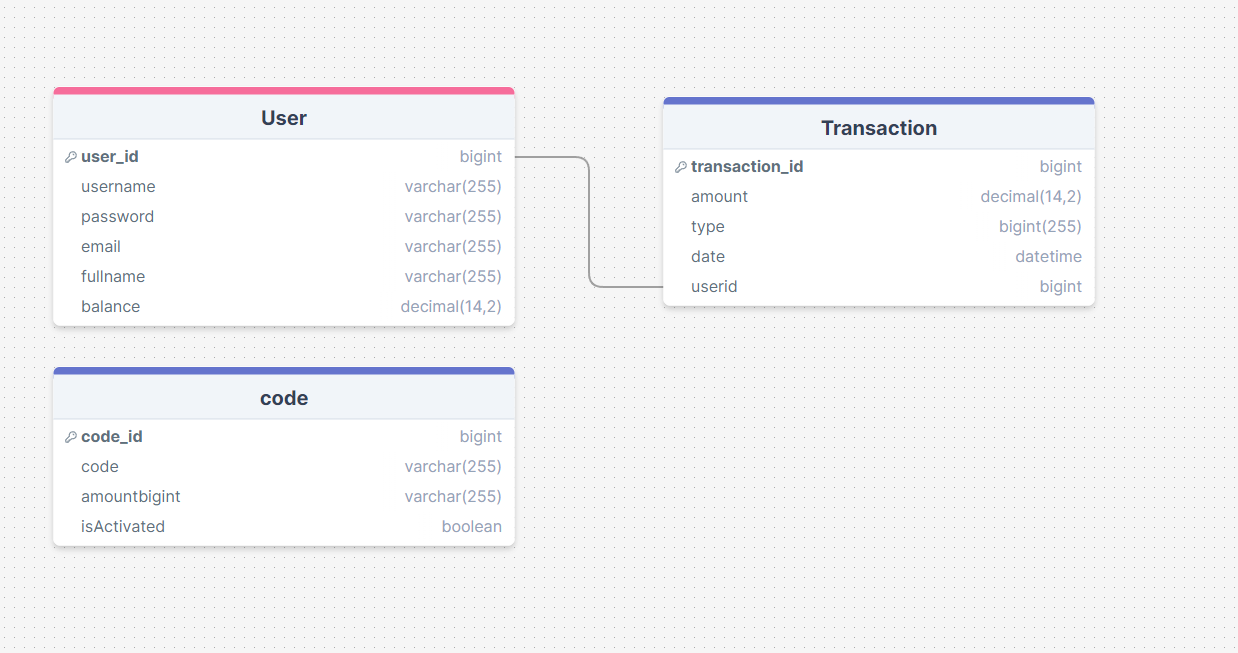 User
user_id bigint
username varchar(255)
password varchar(255)
email varchar(255)
fullname varchar(255)
balance decimal(14,2)
Transaction
transaction_id bigint
amount decimal(14,2)
type bigint(255)
date datetime
userid bigint
code
code_id bigint
code varchar(255)
amountbigint varchar(255)
isActivated boolean